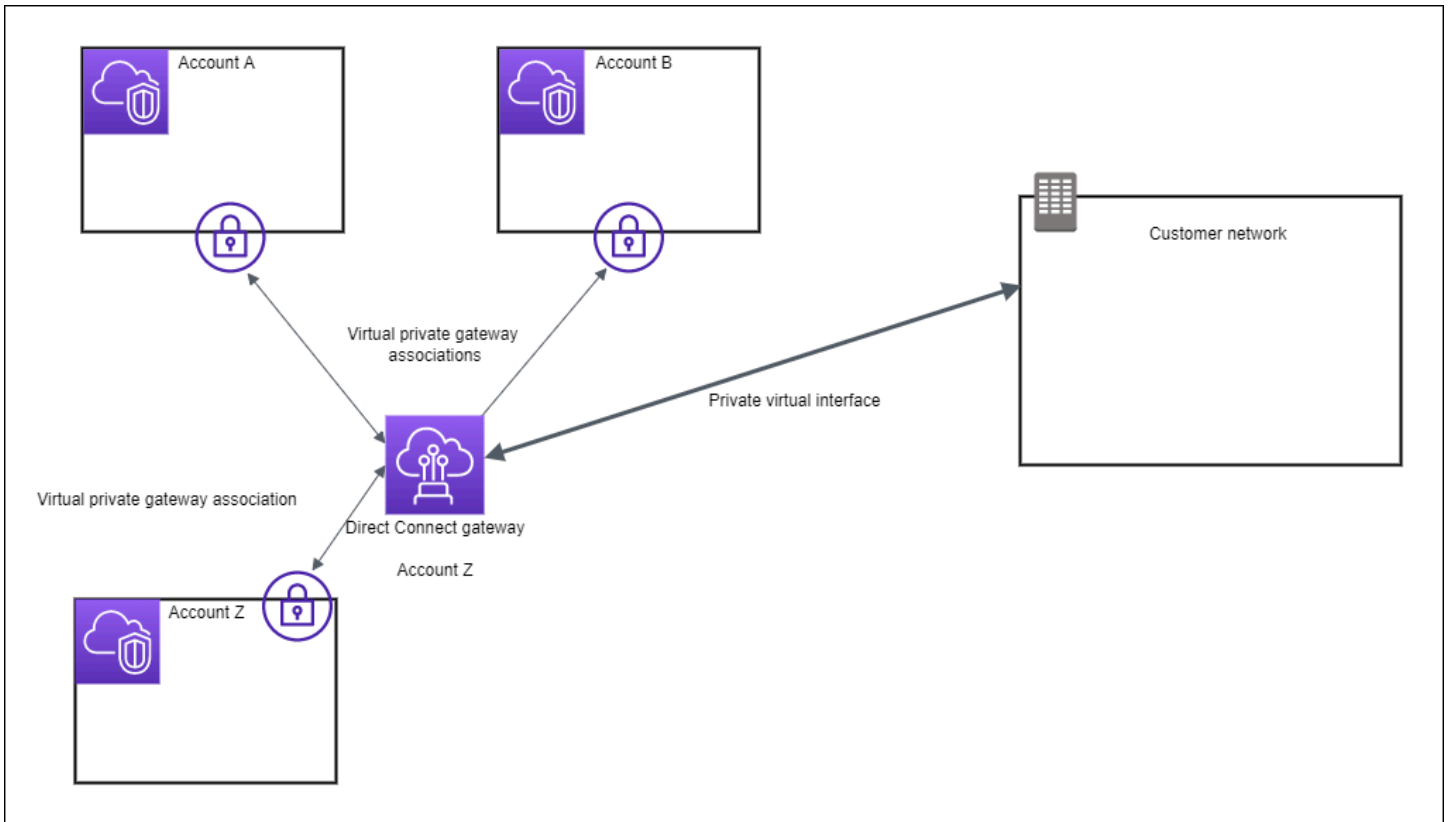 Account A
Account B
Customer network
Virtual private gateway
associations
Private virtual interface
Virtual private gateway association
Direct Connect gateway
Account Z
Account Z